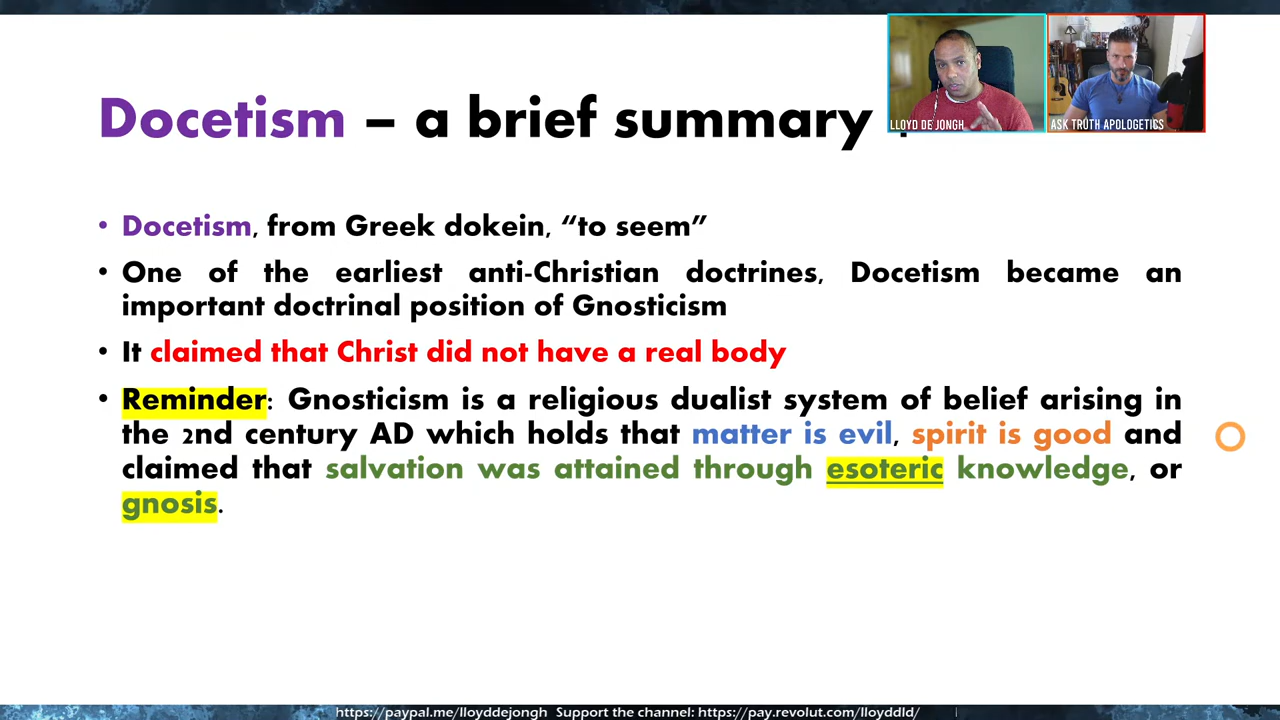 Docetism – a brief summary
LLOYD DE JONGH
ASK TRUTH APOLOGETICS
• Docetism, from Greek dokein, “to seem”
• One of the earliest anti-Christian doctrines, Docetism became an
important doctrinal position of Gnosticism
• It claimed that Christ did not have a real body
• Reminder: Gnosticism is a religious dualist system of belief arising in
the 2nd century AD which holds that matter is evil, spirit is good and
claimed that salvation was attained through esoteric knowledge, or
gnosis.
https://paypal.me/lloyddejongh Support the channel: https://pay.revolut.com/lloyddld/